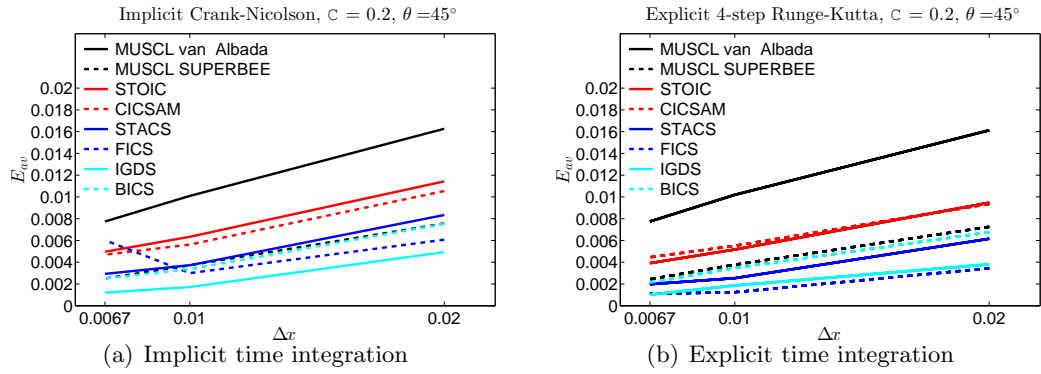 Implicit Crank-Nicolson, C = 0.2, θ =45°
MUSCL van Albada
MUSCL SUPERBEE
STOIC
CICSAM
STACS
FICS
IGDS
BICS
0.02
0.018
0.016
0.014
0.012
0.01
0.008
0.006
0.004
0.002
0
E_av
0.0067
0.01
0.02
Δx
(a) Implicit time integration
Explicit 4-step Runge-Kutta, C = 0.2, θ =45°
MUSCL van Albada
MUSCL SUPERBEE
STOIC
CICSAM
STACS
FICS
IGDS
BICS
0.02
0.018
0.016
0.014
0.012
0.01
0.008
0.006
0.004
0.002
0
E_av
0.0067
0.01
0.02
Δx
(b) Explicit time integration